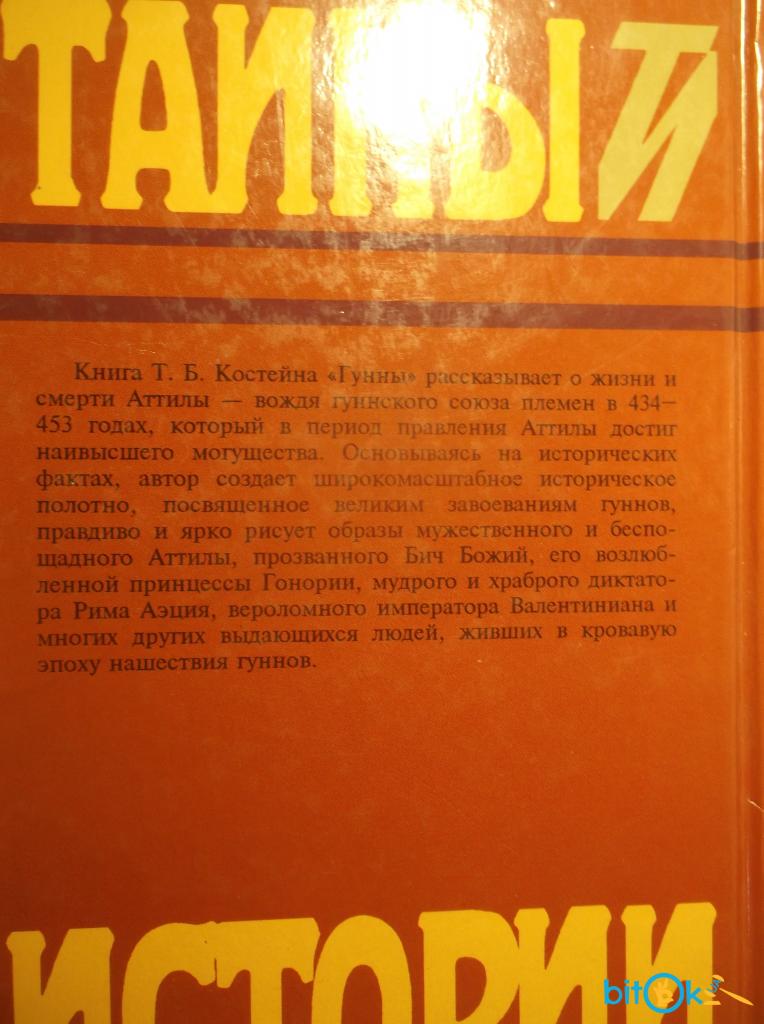 ТАЙНЫ
ТИ
Книга Т. Б. Костейна «Гунны» рассказывает о жизни и
смерти Аттилы — вождя гуннского союза племен в 434—
453 годах, который в период правления Аттилы достиг
наивысшего могущества. Основываясь на исторических
фактах, автор создает широкомасштабное историческое
полотно, посвященное великим завоеваниям гуннов,
правдиво и ярко рисует образы мужественного и беспо-
щадного Аттилы, прозванного Бич Божий, его возлюб-
ленной принцессы Гонории, мудрого и храброго диктато-
ра Рима Аэция, вероломного императора Валентиниана и
многих других выдающихся людей, живших в кровавую
эпоху нашествия гуннов.
ИСТОРИИ
bitOk